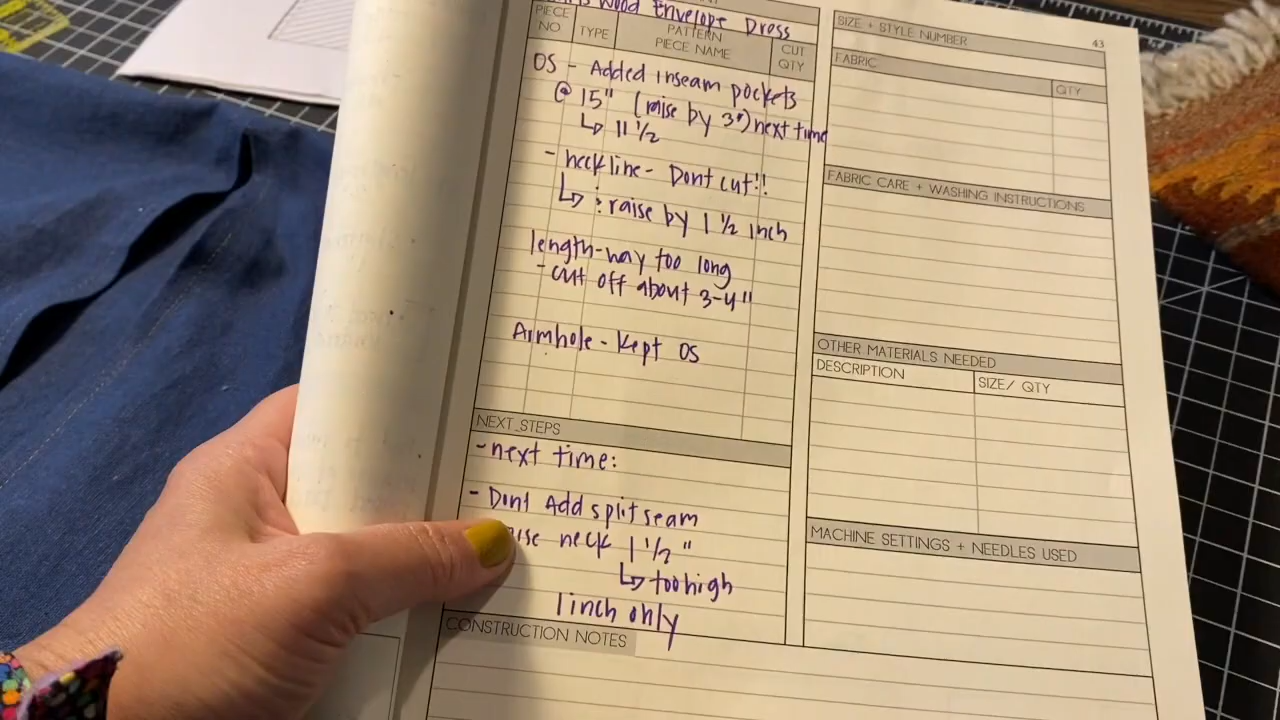 Wood Envelope Dress
PIECE NO
TYPE
PATTERN PIECE NAME
CUT QTY
OS - Added inseam pockets
@ 15" (raise by 3") next time
↳ 11 1/2
- neckline - Dont cut!!
↳ : raise by 1 1/2 inch
length - way too long
- cut off about 3-4"
Armhole - Kept OS
NEXT STEPS
- next time:
- Dont Add split seam
raise neck 1 1/2"
↳ too high
1 inch only
CONSTRUCTION NOTES
43
SIZE + STYLE NUMBER
FABRIC
QTY
FABRIC CARE + WASHING INSTRUCTIONS
OTHER MATERIALS NEEDED
DESCRIPTION
SIZE/ QTY
MACHINE SETTINGS + NEEDLES USED